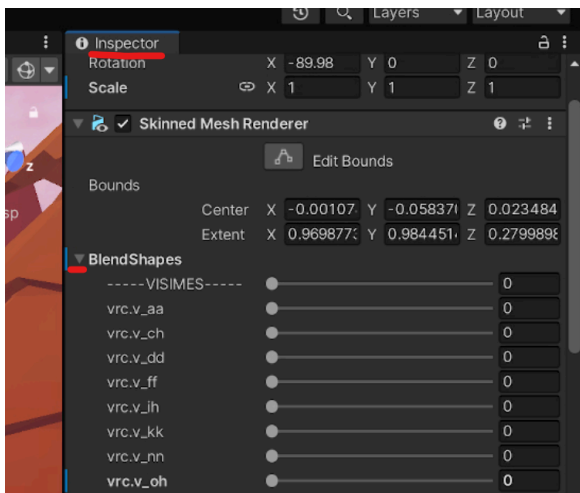 Layers Layout
Inspector
Rotation X -89.98 Y 0 Z 0
Scale X 1 Y 1 Z 1
Skinned Mesh Renderer
Edit Bounds
Bounds
Center X -0.00107 Y -0.05837 Z 0.023484
Extent X 0.969877 Y 0.984451 Z 0.279989
BlendShapes
-----VISIMES----- 0
vrc.v_aa 0
vrc.v_ch 0
vrc.v_dd 0
vrc.v_ff 0
vrc.v_ih 0
vrc.v_kk 0
vrc.v_nn 0
vrc.v_oh 0
z
sp